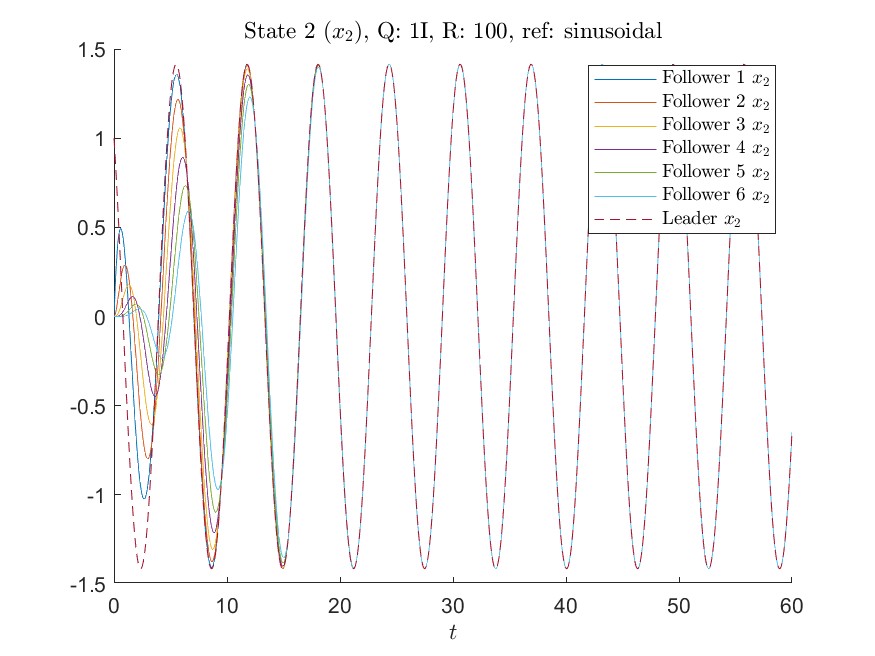 State 2 (x₂), Q: 1I, R: 100, ref: sinusoidal
1.5
1
0.5
0
-0.5
-1
-1.5
Follower 1 x₂
Follower 2 x₂
Follower 3 x₂
Follower 4 x₂
Follower 5 x₂
Follower 6 x₂
Leader x₂
0 10 20 30 40 50 60
t